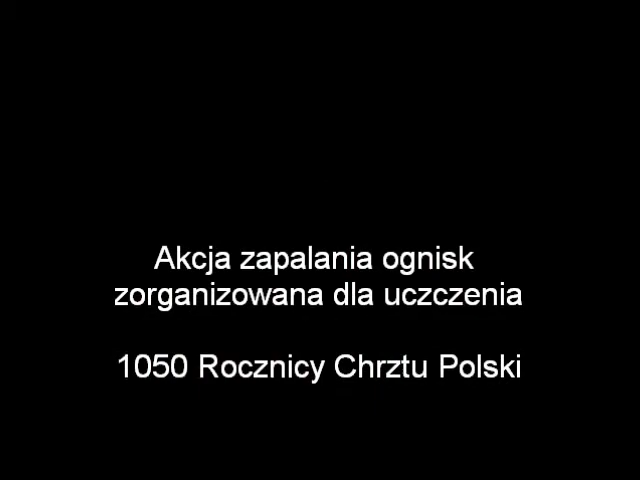 Akcja zapalania ognisk
zorganizowana dla uczczenia
1050 Rocznicy Chrztu Polski